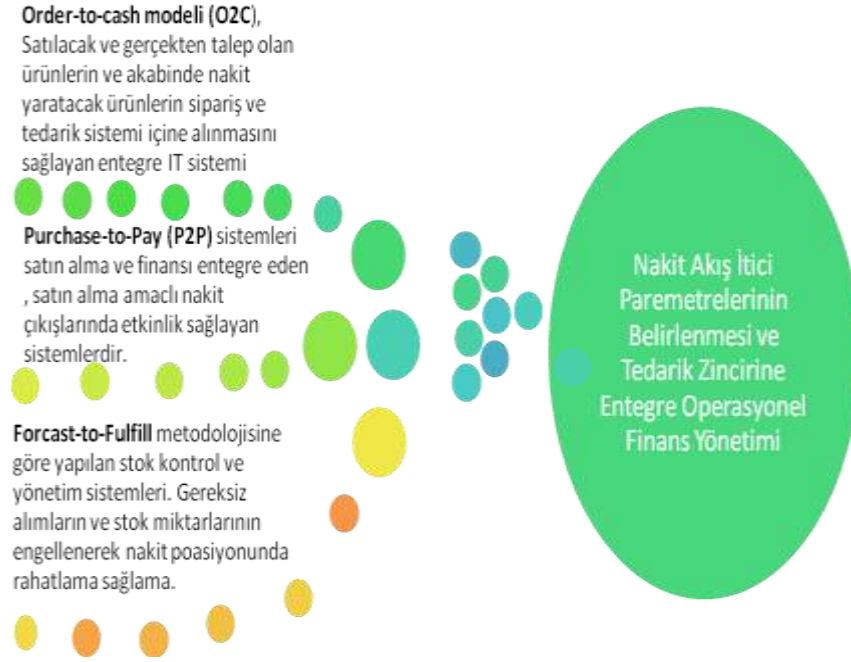 Order-to-cash modeli (O2C),
Satılacak ve gerçekten talep olan
ürünlerin ve akabinde nakit
yaratacak ürünlerin sipariş ve
tedarik sistemi içine alınmasını
sağlayan entegre IT sistemi
Purchase-to-Pay (P2P) sistemleri
satın alma ve finansı entegre eden
, satın alma amaçlı nakit
çıkışlarında etkinlik sağlayan
sistemlerdir.
Forcast-to-Fulfill metodolojisine
göre yapılan stok kontrol ve
yönetim sistemleri. Gereksiz
alımların ve stok miktarlarının
engellenerek nakit poasiyonunda
rahatlama sağlama.
Nakit Akış İtici
Paremetrelerinin
Belirlenmesi ve
Tedarik Zincirine
Entegre Operasyonel
Finans Yönetimi